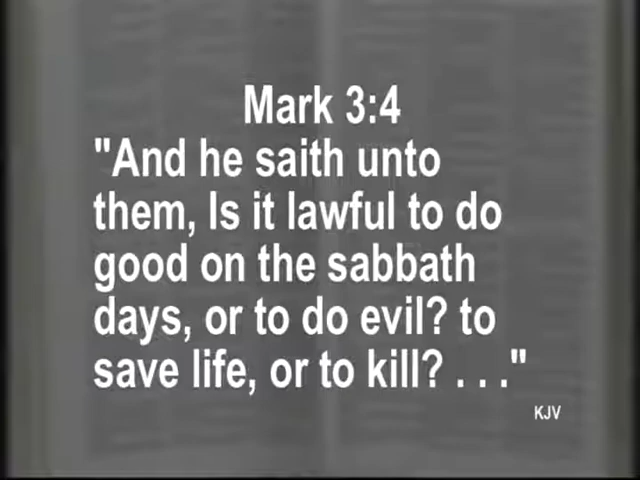 Mark 3:4
"And he saith unto
them, Is it lawful to do
good on the sabbath
days, or to do evil? to
save life, or to kill? . . ."
KJV